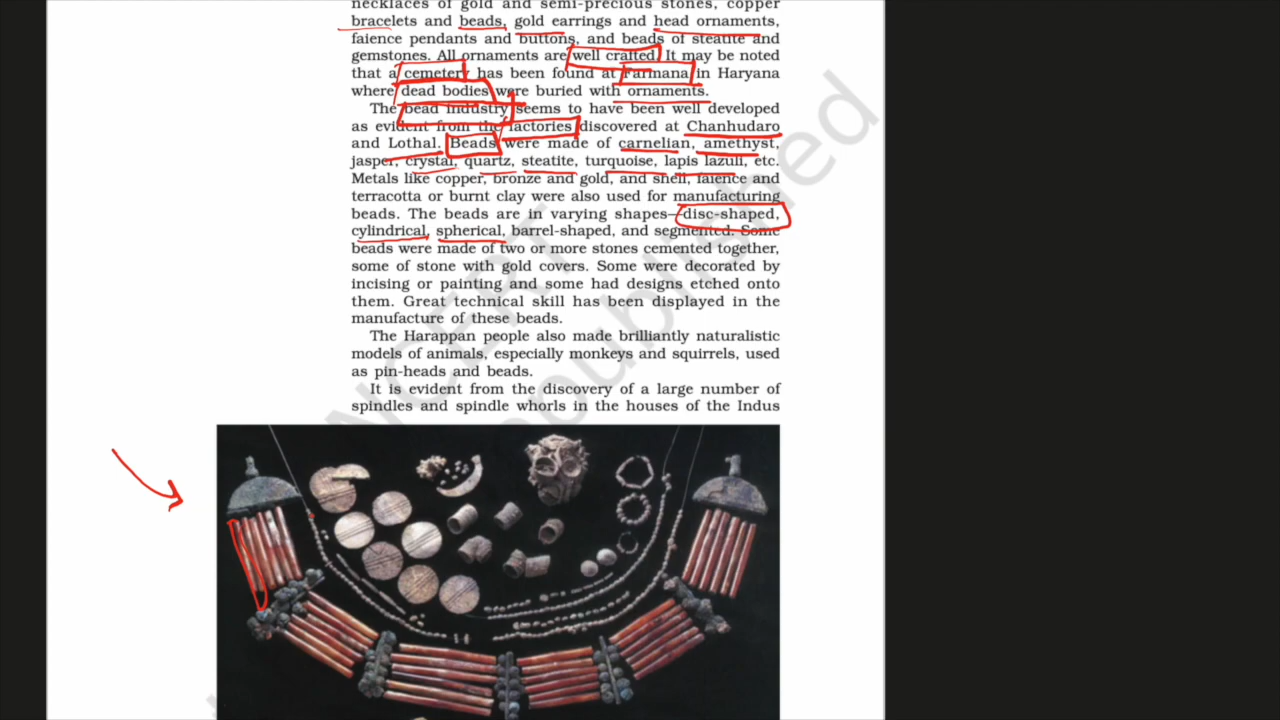 necklaces of gold and semi-precious stones, copper
bracelets and beads, gold earrings and head ornaments,
faience pendants and buttons, and beads of steatite and
gemstones. All ornaments are well crafted. It may be noted
that a cemetery has been found at Farmana in Haryana
where dead bodies were buried with ornaments.
The bead industry seems to have been well developed
as evident from the factories discovered at Chanhudaro
and Lothal. Beads were made of carnelian, amethyst,
jasper, crystal, quartz, steatite, turquoise, lapis lazuli, etc.
Metals like copper, bronze and gold, and shell, faience and
terracotta or burnt clay were also used for manufacturing
beads. The beads are in varying shapes—disc-shaped,
cylindrical, spherical, barrel-shaped, and segmented. Some
beads were made of two or more stones cemented together,
some of stone with gold covers. Some were decorated by
incising or painting and some had designs etched onto
them. Great technical skill has been displayed in the
manufacture of these beads.
The Harappan people also made brilliantly naturalistic
models of animals, especially monkeys and squirrels, used
as pin-heads and beads.
It is evident from the discovery of a large number of
spindles and spindle whorls in the houses of the Indus
NCERT
republished